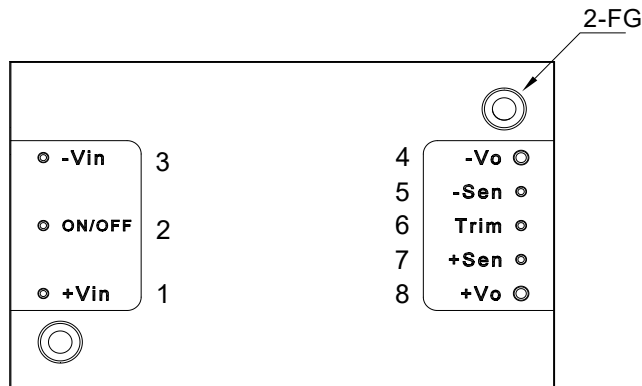 2-FG
-Vin 3 4 -Vo
5 -Sen
ON/OFF 2 6 Trim
7 +Sen
+Vin 1 8 +Vo